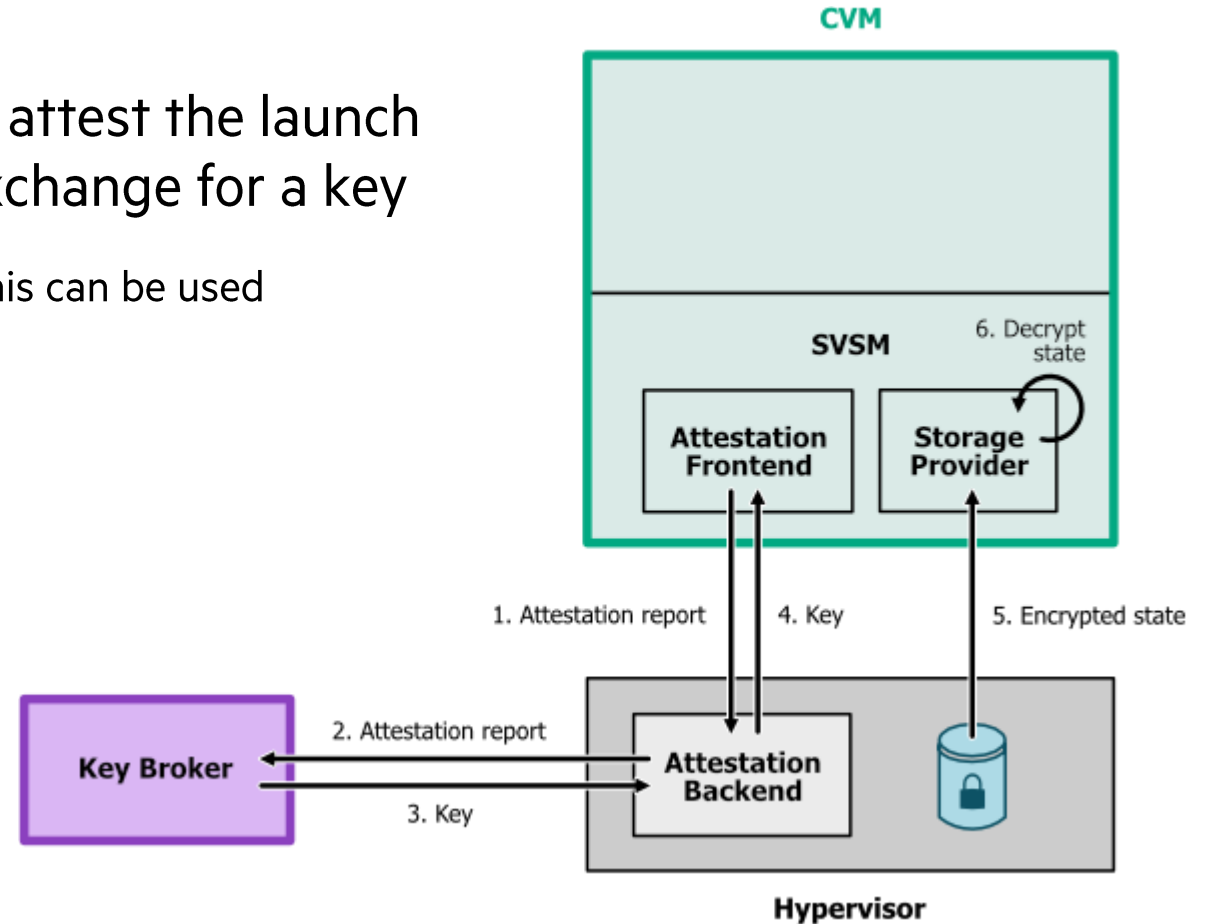 CVM
attest the launch
xchange for a key
his can be used
6. Decrypt
state
SVSM
Attestation
Frontend
Storage
Provider
1. Attestation report
4. Key
5. Encrypted state
2. Attestation report
Key Broker
3. Key
Attestation
Backend
Hypervisor